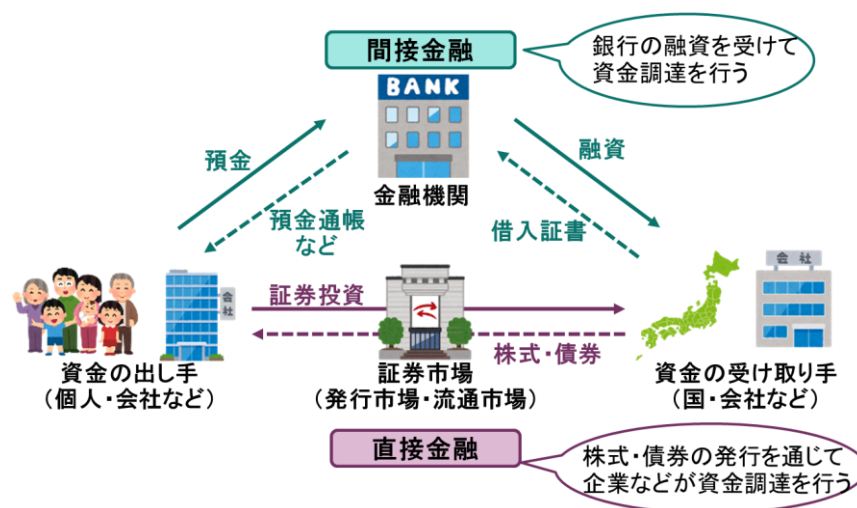 間接金融
銀行の融資を受けて
資金調達を行う
BANK
預金
融資
金融機関
預金通帳
など
借入証書
会社
会社
証券投資
株式・債券
資金の出し手
(個人・会社など)
証券市場
(発行市場・流通市場)
資金の受け取り手
(国・会社など)
直接金融
株式・債券の発行を通じて
企業などが資金調達を行う